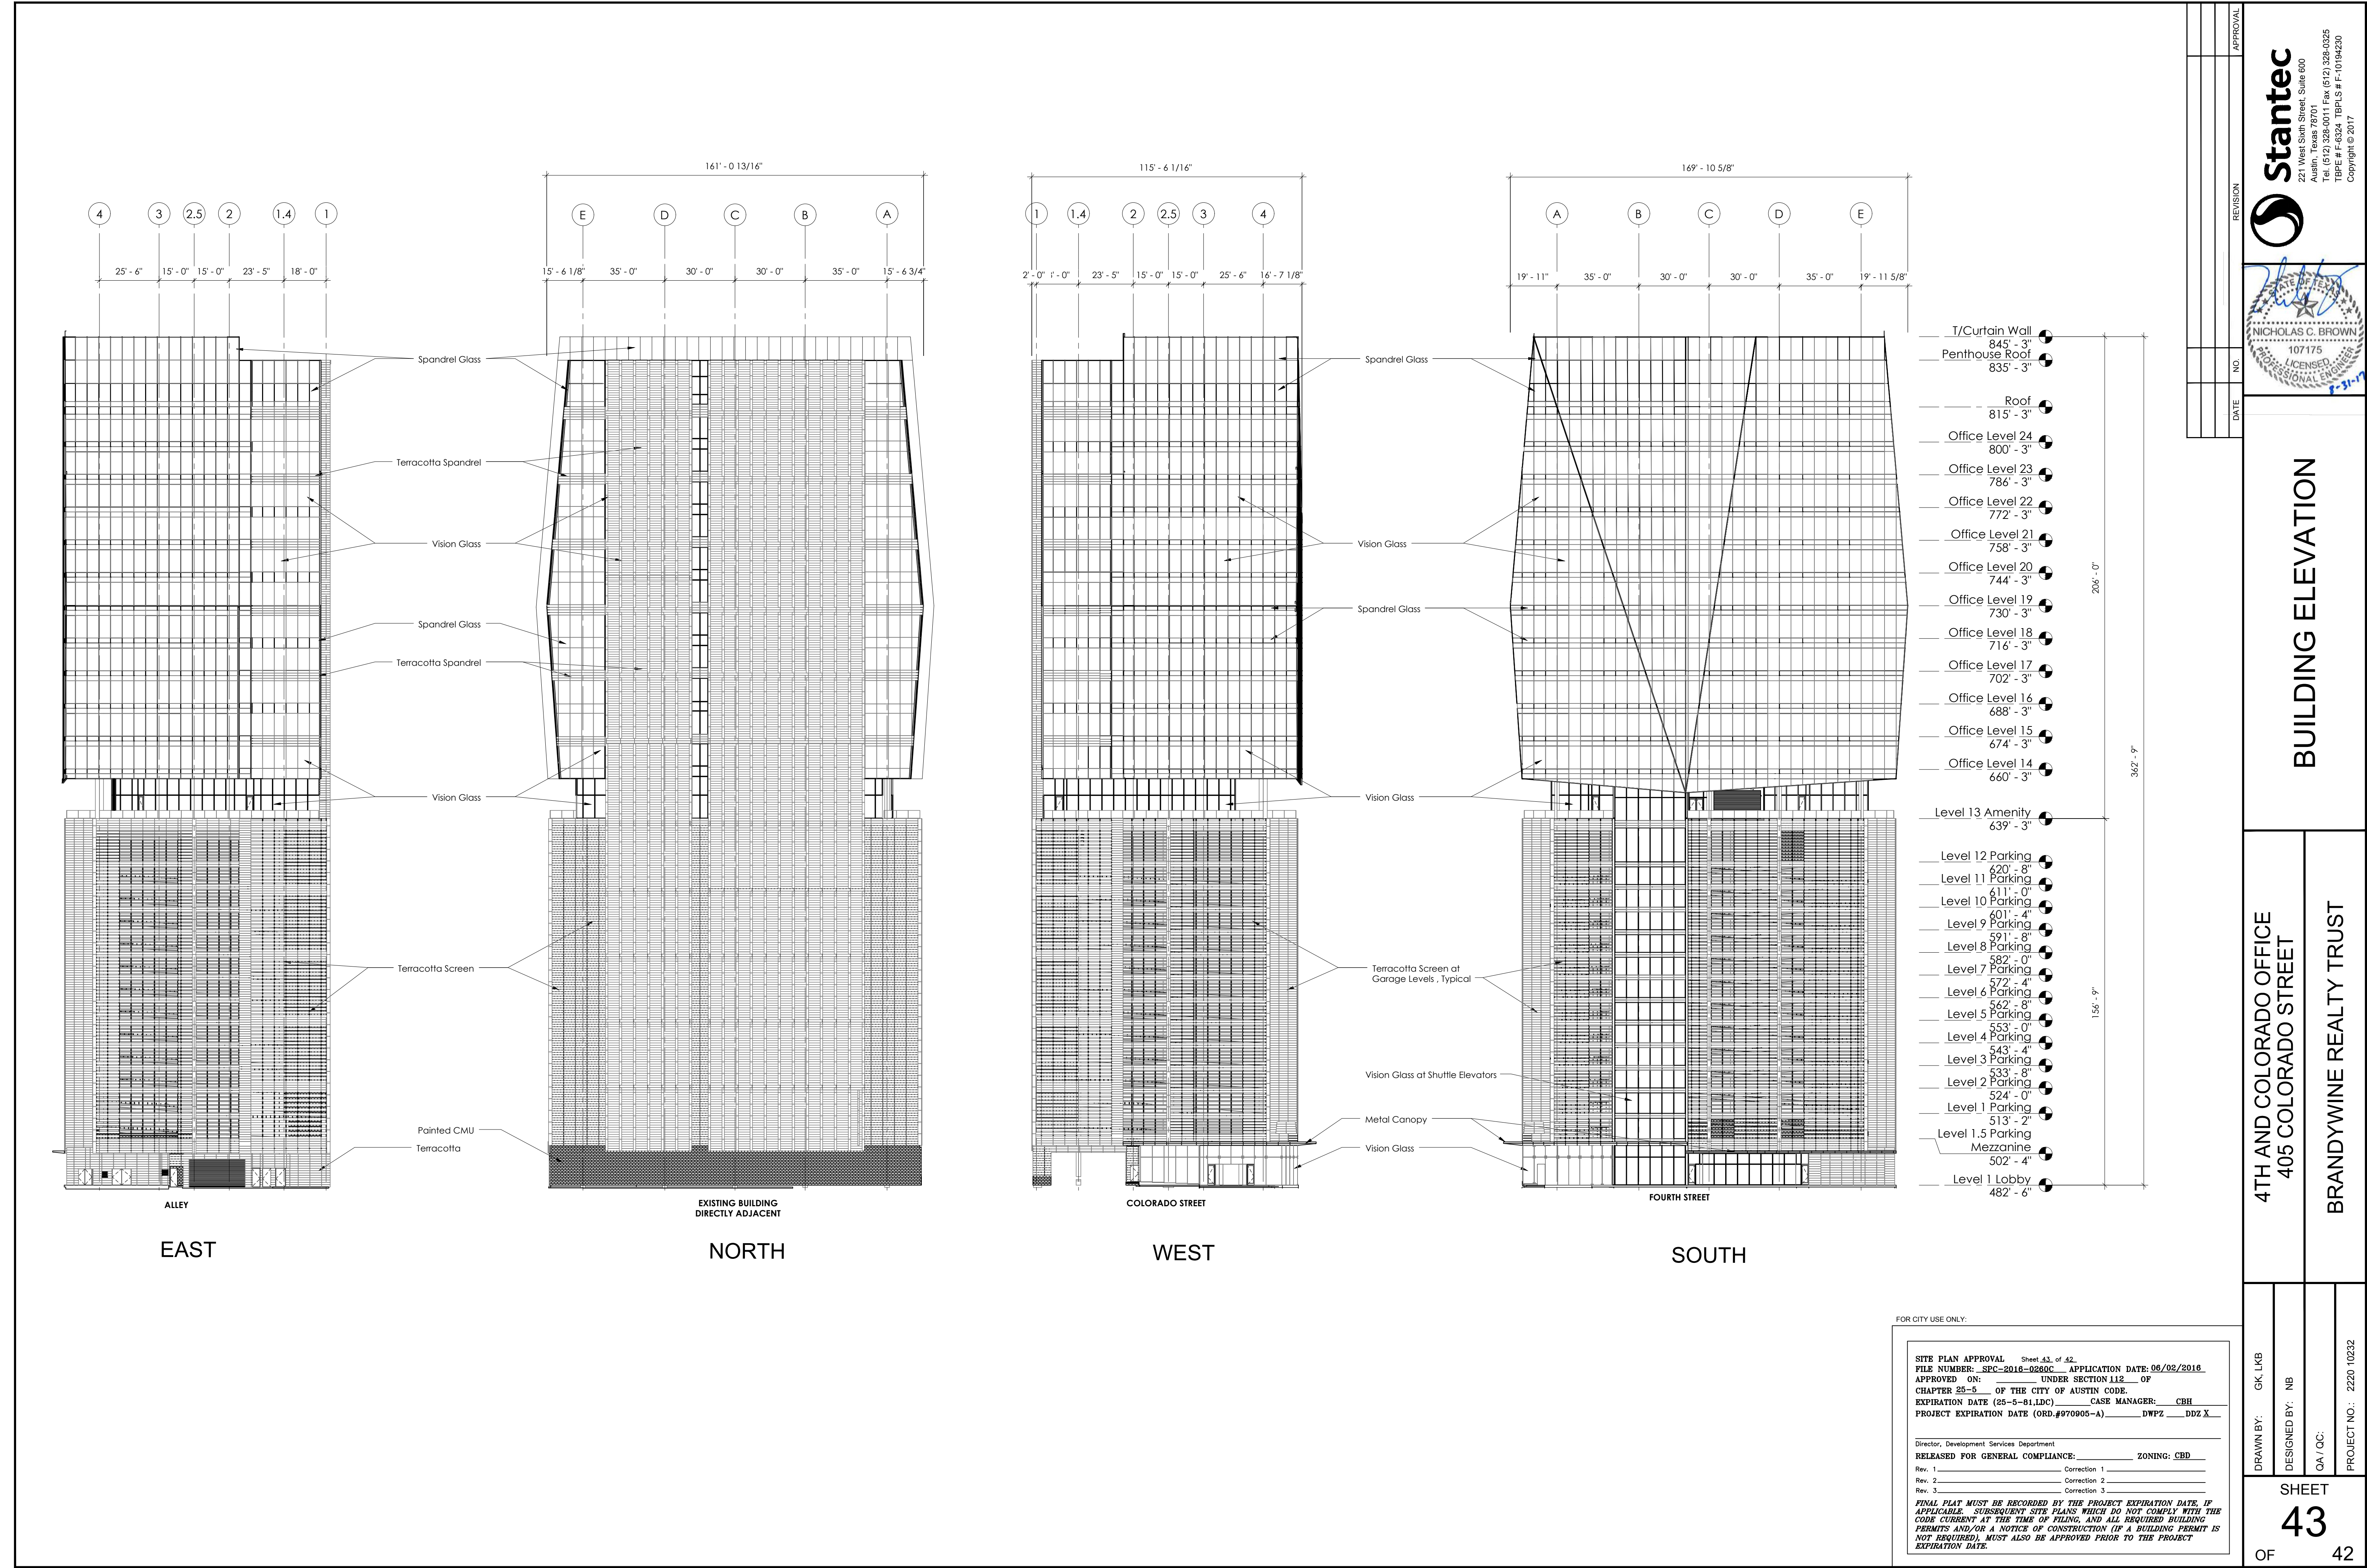 161' - 0 13/16"
115' - 6 1/16"
169' - 10 5/8"
4 3 2.5 2 1.4 1
E D C B A
1 1.4 2 2.5 3 4
A B C D E
25' - 6" 15' - 0" 15' - 0" 23' - 5" 18' - 0"
15' - 6 1/8" 35' - 0" 30' - 0" 30' - 0" 35' - 0" 15' - 6 3/4"
2' - 0" ' - 0" 23' - 5" 15' - 0" 15' - 0" 25' - 6" 16' - 7 1/8"
19' - 11" 35' - 0" 30' - 0" 30' - 0" 35' - 0" 19' - 11 5/8"
Spandrel Glass
Terracotta Spandrel
Vision Glass
Spandrel Glass
Terracotta Spandrel
Vision Glass
Terracotta Screen
Painted CMU
Terracotta
Spandrel Glass
Vision Glass
Spandrel Glass
Vision Glass
Terracotta Screen at
Garage Levels , Typical
Vision Glass at Shuttle Elevators
Metal Canopy
Vision Glass
T/Curtain Wall
845' - 3"
Penthouse Roof
835' - 3"
Roof
815' - 3"
Office Level 24
800' - 3"
Office Level 23
786' - 3"
Office Level 22
772' - 3"
Office Level 21
758' - 3"
Office Level 20
744' - 3"
Office Level 19
730' - 3"
Office Level 18
716' - 3"
Office Level 17
702' - 3"
Office Level 16
688' - 3"
Office Level 15
674' - 3"
Office Level 14
660' - 3"
Level 13 Amenity
639' - 3"
Level 12 Parking
620' - 8"
Level 11 Parking
611' - 0"
Level 10 Parking
601' - 4"
Level 9 Parking
591' - 8"
Level 8 Parking
582' - 0"
Level 7 Parking
572' - 4"
Level 6 Parking
562' - 8"
Level 5 Parking
553' - 0"
Level 4 Parking
543' - 4"
Level 3 Parking
533' - 8"
Level 2 Parking
524' - 0"
Level 1 Parking
513' - 2"
Level 1.5 Parking
Mezzanine
502' - 4"
Level 1 Lobby
482' - 6"
206' - 0"
156' - 9"
362' - 9"
ALLEY
EXISTING BUILDING
DIRECTLY ADJACENT
COLORADO STREET
FOURTH STREET
EAST
NORTH
WEST
SOUTH
FOR CITY USE ONLY:
SITE PLAN APPROVAL Sheet 43 of 42
FILE NUMBER: SPC-2016-0260C APPLICATION DATE: 06/02/2016
APPROVED ON: UNDER SECTION 112 OF
CHAPTER 25-5 OF THE CITY OF AUSTIN CODE.
EXPIRATION DATE (25-5-81,LDC) CASE MANAGER: CBH
PROJECT EXPIRATION DATE (ORD.#970905-A) DWPZ DDZ X
Director, Development Services Department
RELEASED FOR GENERAL COMPLIANCE: ZONING: CBD
Rev. 1 Correction 1
Rev. 2 Correction 2
Rev. 3 Correction 3
FINAL PLAT MUST BE RECORDED BY THE PROJECT EXPIRATION DATE, IF
APPLICABLE. SUBSEQUENT SITE PLANS WHICH DO NOT COMPLY WITH THE
CODE CURRENT AT THE TIME OF FILING, AND ALL REQUIRED BUILDING
PERMITS AND/OR A NOTICE OF CONSTRUCTION (IF A BUILDING PERMIT IS
NOT REQUIRED), MUST ALSO BE APPROVED PRIOR TO THE PROJECT
EXPIRATION DATE.
DATE NO. REVISION APPROVAL
Stantec
221 West Sixth Street, Suite 600
Austin, Texas 78701
Tel. (512) 328-0011 Fax (512) 328-0325
TBPE # F-6324 TBPLS # F-10194230
Copyright © 2017
STATE OF TEXAS
NICHOLAS C. BROWN
107175
LICENSED
PROFESSIONAL ENGINEER
8-31-17
BUILDING ELEVATION
4TH AND COLORADO OFFICE
405 COLORADO STREET
BRANDYWINE REALTY TRUST
DRAWN BY: GK, LKB
DESIGNED BY: NB
QA / QC:
PROJECT NO.: 2220 10232
SHEET
43
OF 42